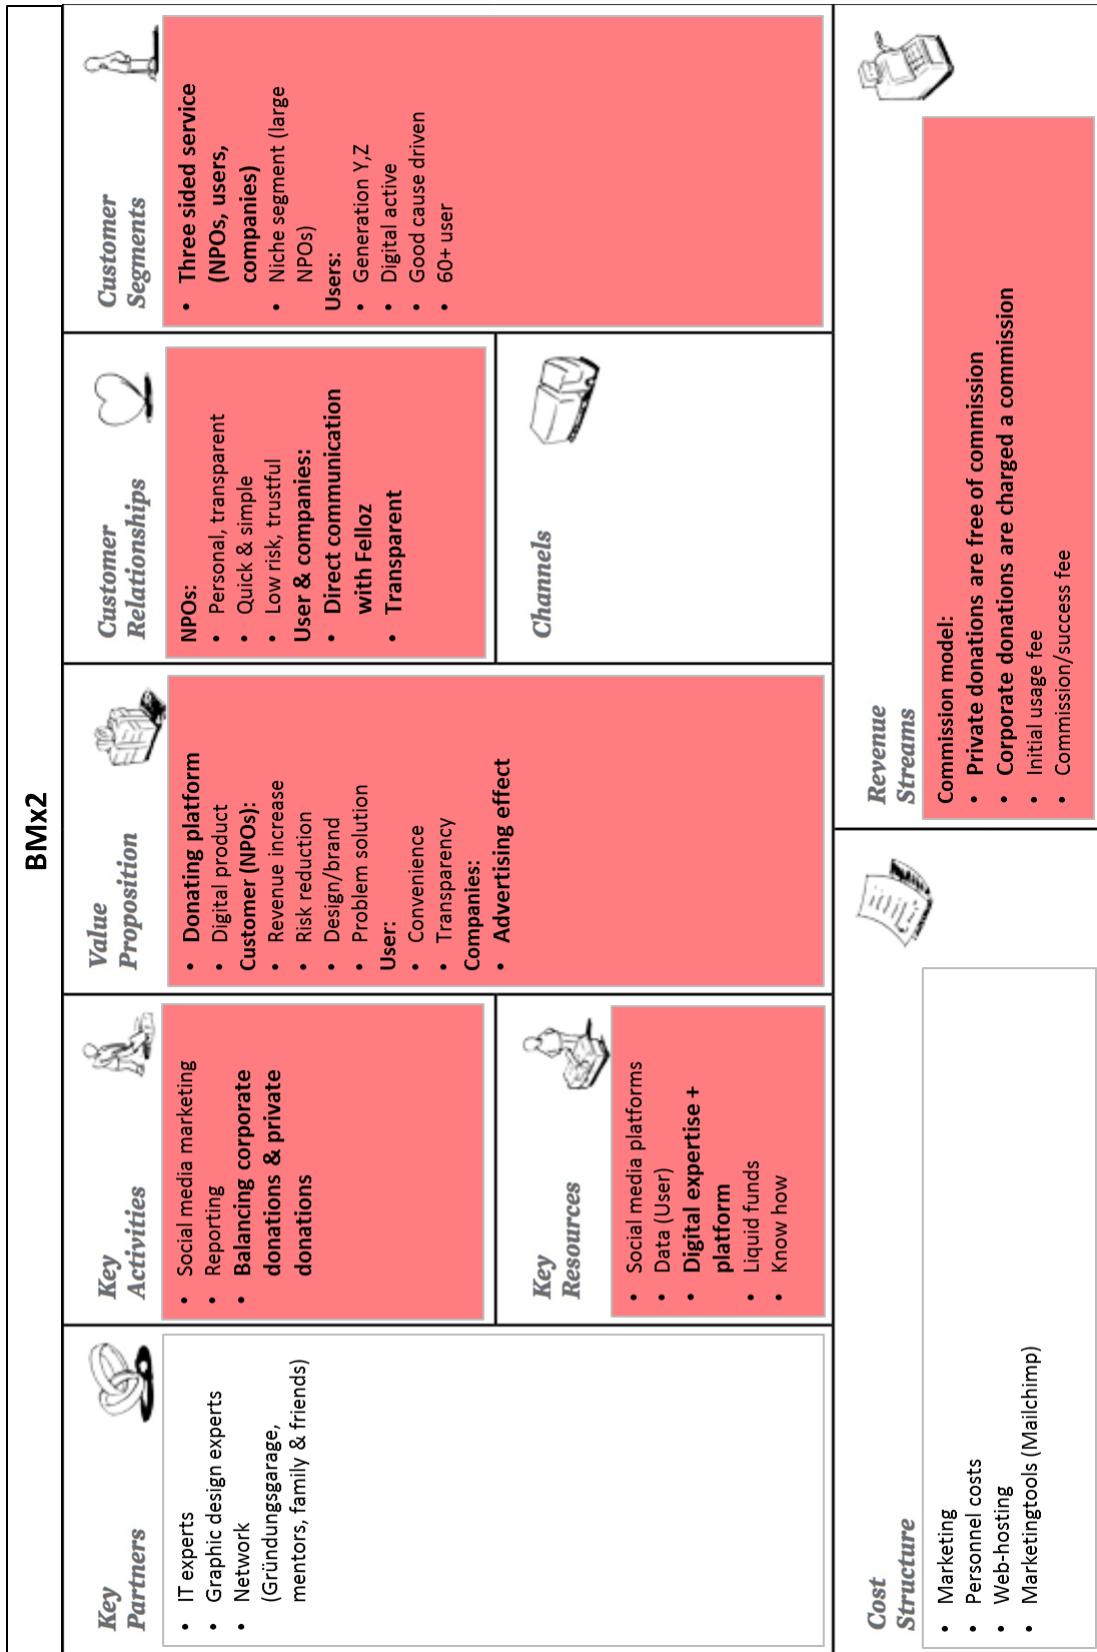 BMx2
Key
Partners
• IT experts
• Graphic design experts
• Network
(Gründungsgarage,
mentors, family & friends)
Key
Activities
• Social media marketing
• Reporting
• Balancing corporate
donations & private
donations
Key
Resources
• Social media platforms
• Data (User)
• Digital expertise +
platform
• Liquid funds
• Know how
Value
Proposition
• Donating platform
• Digital product
Customer (NPOs):
• Revenue increase
• Risk reduction
• Design/brand
• Problem solution
User:
• Convenience
• Transparency
Companies:
• Advertising effect
Customer
Relationships
NPOs:
• Personal, transparent
• Quick & simple
• Low risk, trustful
User & companies:
• Direct communication
with Felloz
• Transparent
Channels
Customer
Segments
• Three sided service
(NPOs, users,
companies)
• Niche segment (large
NPOs)
Users:
• Generation Y,Z
• Digital active
• Good cause driven
• 60+ user
Cost
Structure
• Marketing
• Personnel costs
• Web-hosting
• Marketingtools (Mailchimp)
Revenue
Streams
Commission model:
• Private donations are free of commission
• Corporate donations are charged a commission
• Initial usage fee
• Commission/success fee